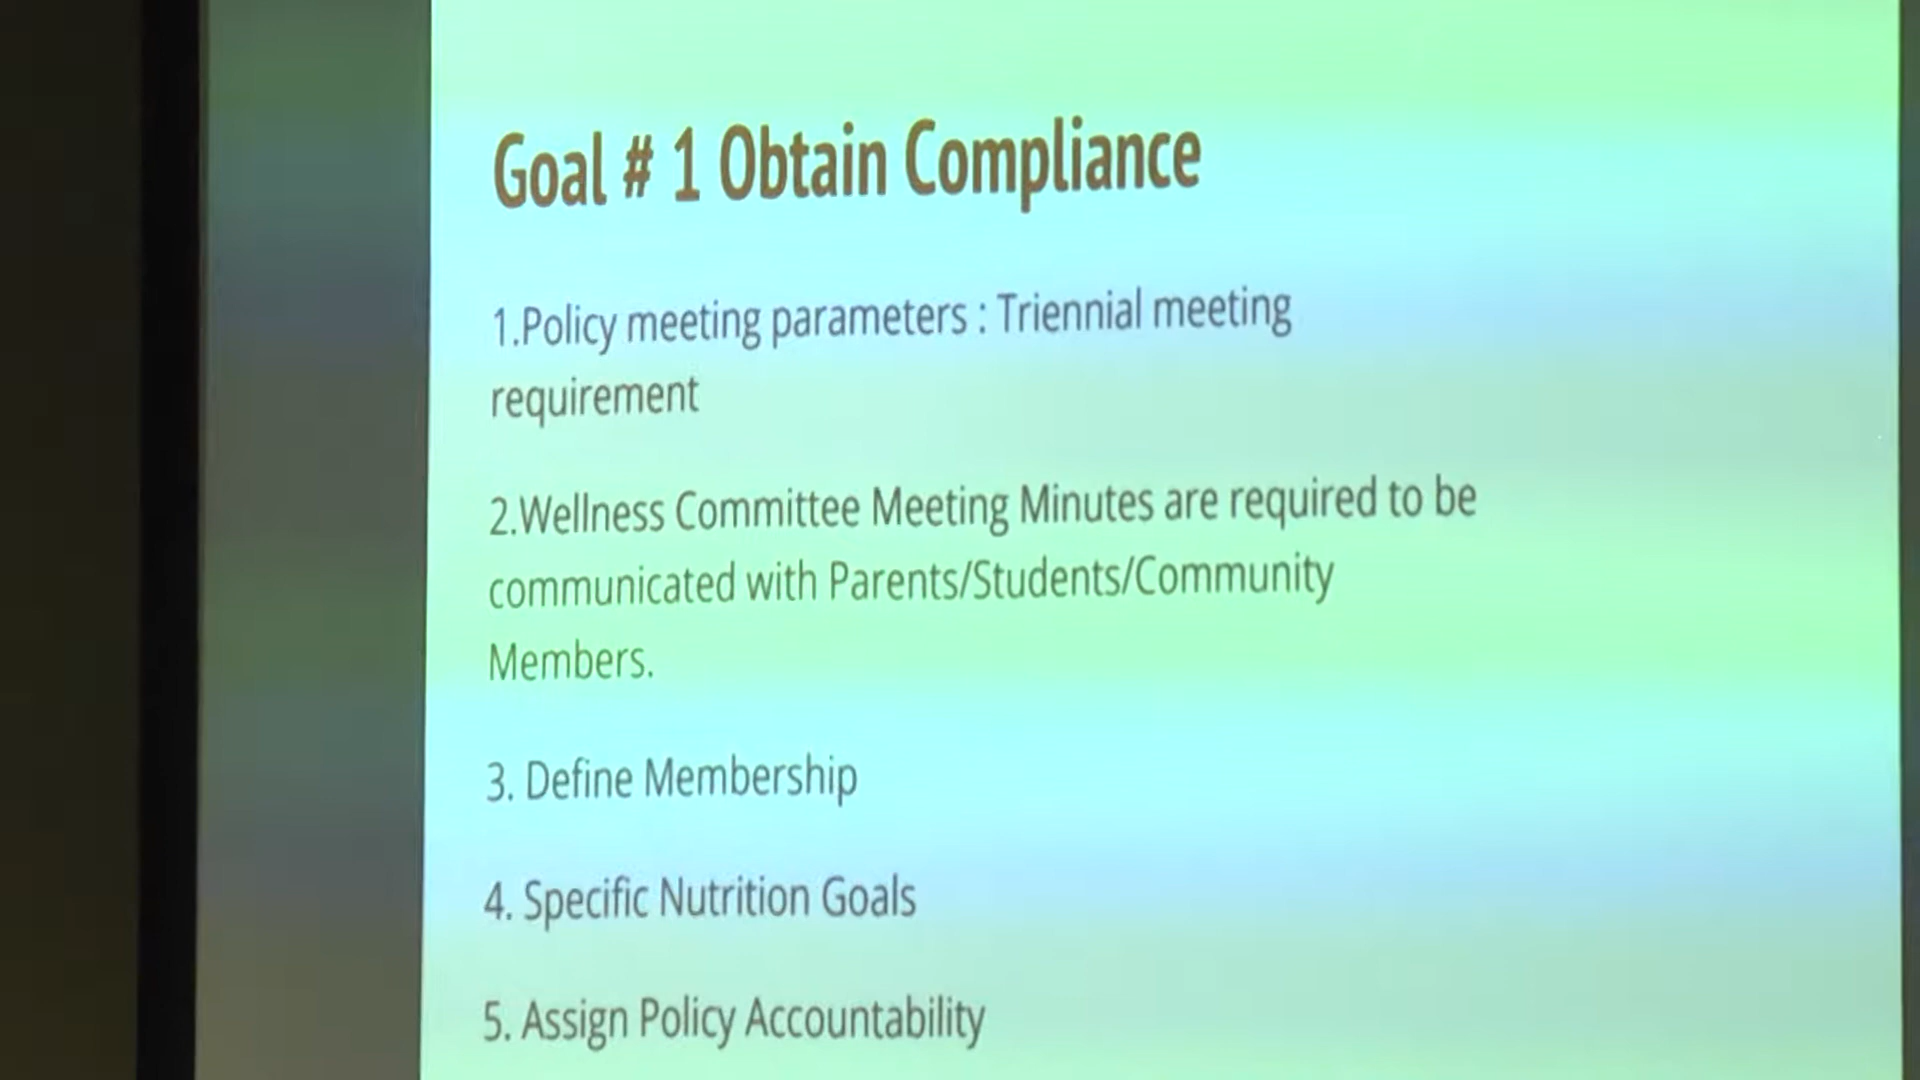 Goal # 1 Obtain Compliance
1.Policy meeting parameters : Triennial meeting
requirement
2.Wellness Committee Meeting Minutes are required to be
communicated with Parents/Students/Community
Members.
3. Define Membership
4. Specific Nutrition Goals
5. Assign Policy Accountability